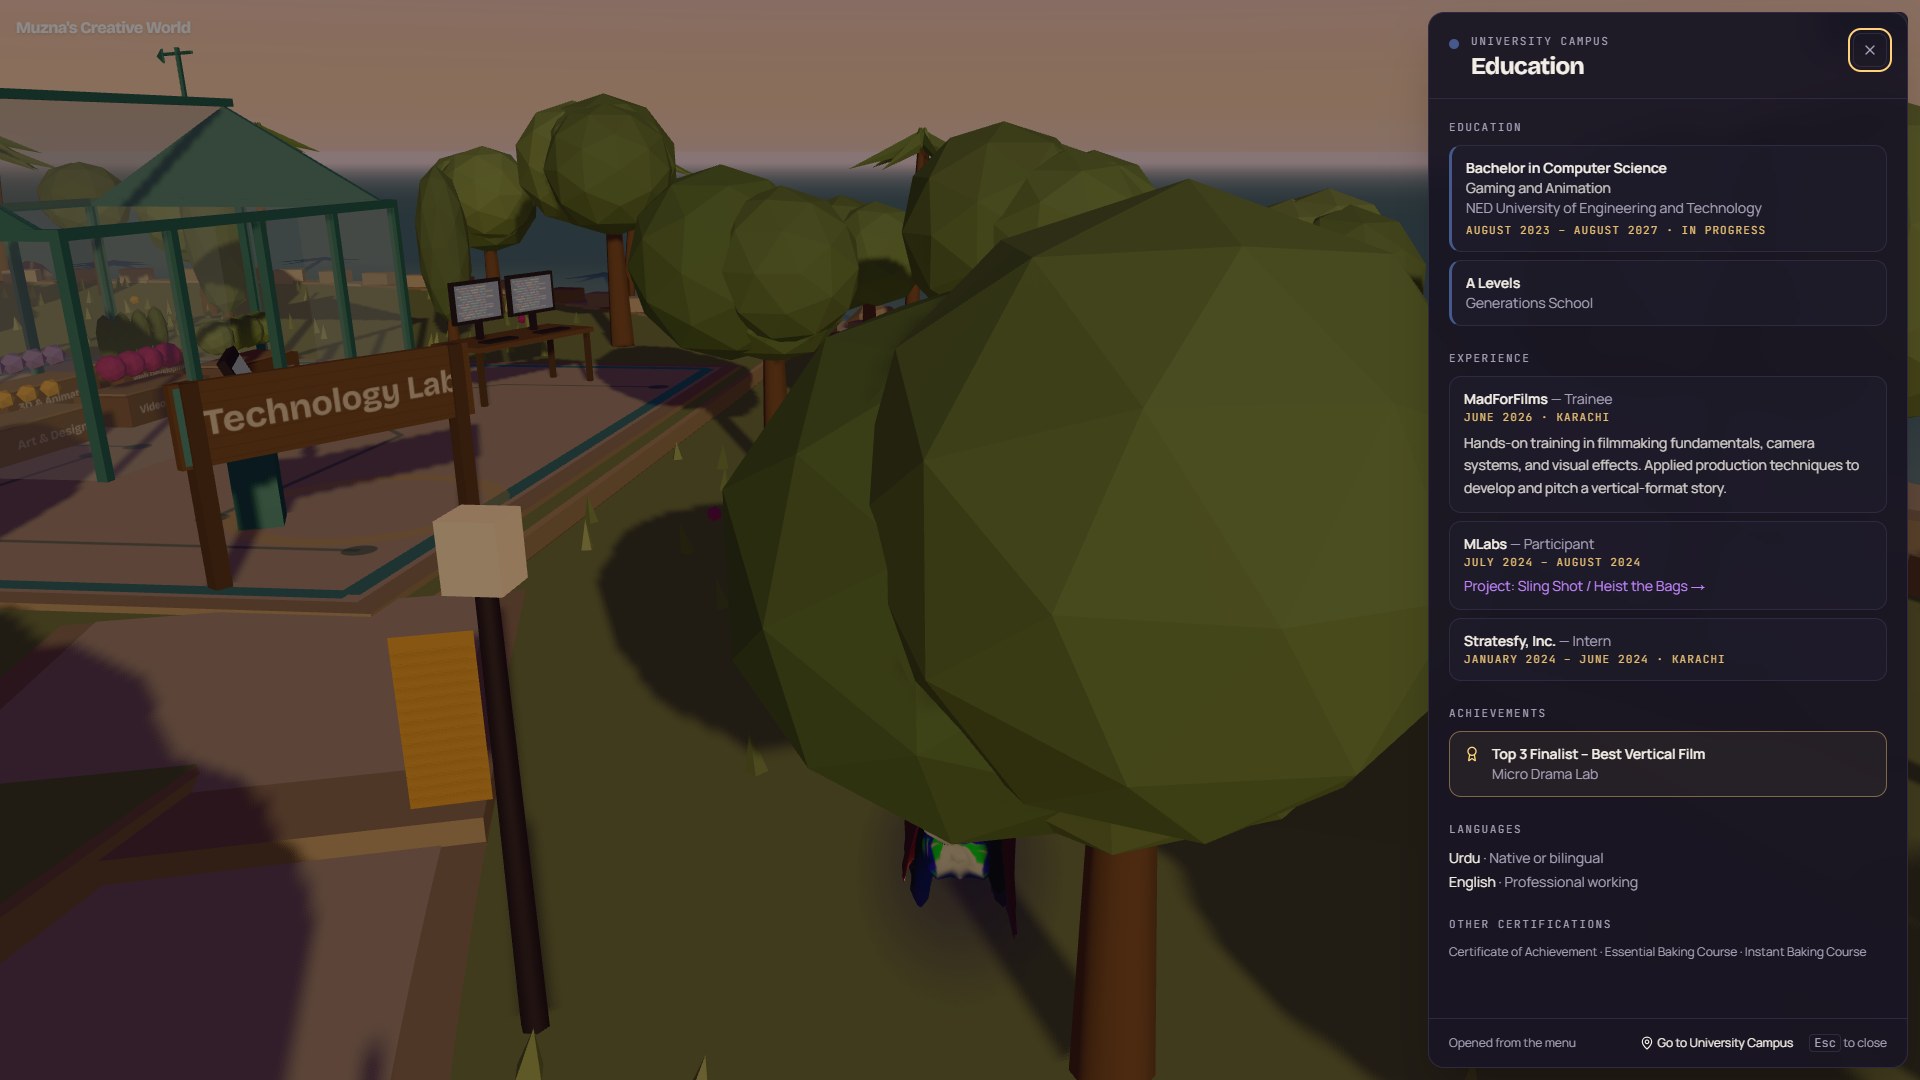 Muzna's Creative World
Technology Lab
Art & Design
Video
UNIVERSITY CAMPUS
Education
EDUCATION
Bachelor in Computer Science
Gaming and Animation
NED University of Engineering and Technology
AUGUST 2023 – AUGUST 2027 · IN PROGRESS
A Levels
Generations School
EXPERIENCE
MadForFilms — Trainee
JUNE 2026 · KARACHI
Hands-on training in filmmaking fundamentals, camera
systems, and visual effects. Applied production techniques to
develop and pitch a vertical-format story.
MLabs — Participant
JULY 2024 – AUGUST 2024
Project: Sling Shot / Heist the Bags →
Stratesfy, Inc. — Intern
JANUARY 2024 – JUNE 2024 · KARACHI
ACHIEVEMENTS
Top 3 Finalist – Best Vertical Film
Micro Drama Lab
LANGUAGES
Urdu · Native or bilingual
English · Professional working
OTHER CERTIFICATIONS
Certificate of Achievement · Essential Baking Course · Instant Baking Course
Opened from the menu
Go to University Campus
Esc to close